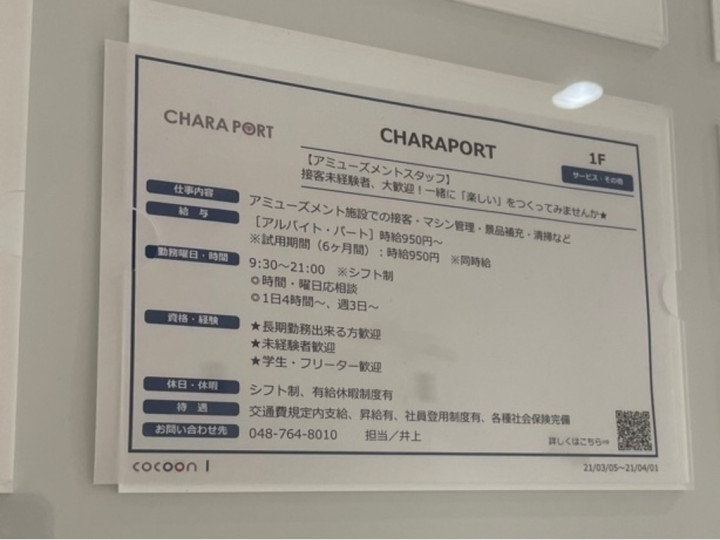 CHARA PORT
CHARAPORT
1F
サービス・その他
【アミューズメントスタッフ】
接客未経験者、大歓迎！一緒に「楽しい」をつくってみませんか★
仕事内容
アミューズメント施設での接客・マシン管理・景品補充・清掃など
給与
［アルバイト・パート］時給950円～
※試用期間（6ヶ月間）：時給950円　※同時給
勤務曜日・時間
9:30～21:00　※シフト制
◎時間・曜日応相談
◎1日4時間～、週3日～
資格・経験
★長期勤務出来る方歓迎
★未経験者歓迎
★学生・フリーター歓迎
休日・休暇
シフト制、有給休暇制度有
待遇
交通費規定内支給、昇給有、社員登用制度有、各種社会保険完備
お問い合わせ先
048-764-8010　担当／井上
詳しくはこちら⇒
cocoon 1
21/03/05～21/04/01